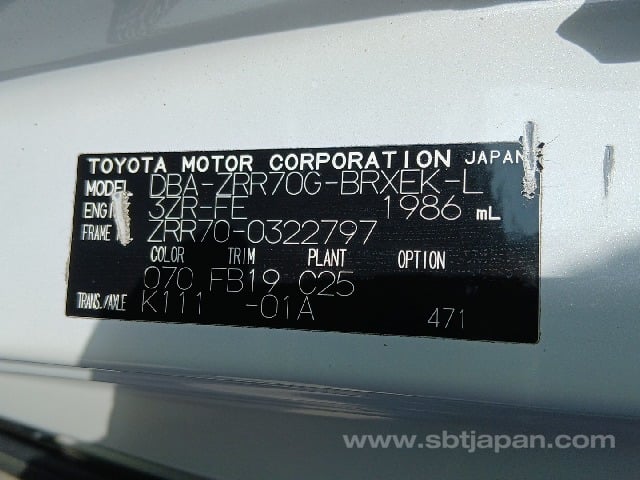 TOYOTA MOTOR CORPORATION JAPAN
MODEL DBA-ZRR70G-BRXEK-L
ENGI 3ZR-FE 1986 mL
FRAME ZRR70-0322797
COLOR TRIM PLANT OPTION
070 FB19 C25
TRANS./AXLE K111 -01A 471
www.sbtjapan.com